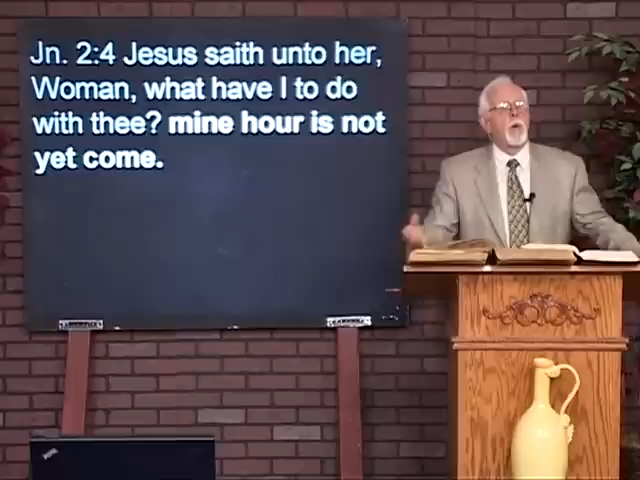 Jn. 2:4 Jesus saith unto her,
Woman, what have I to do
with thee? mine hour is not
yet come.